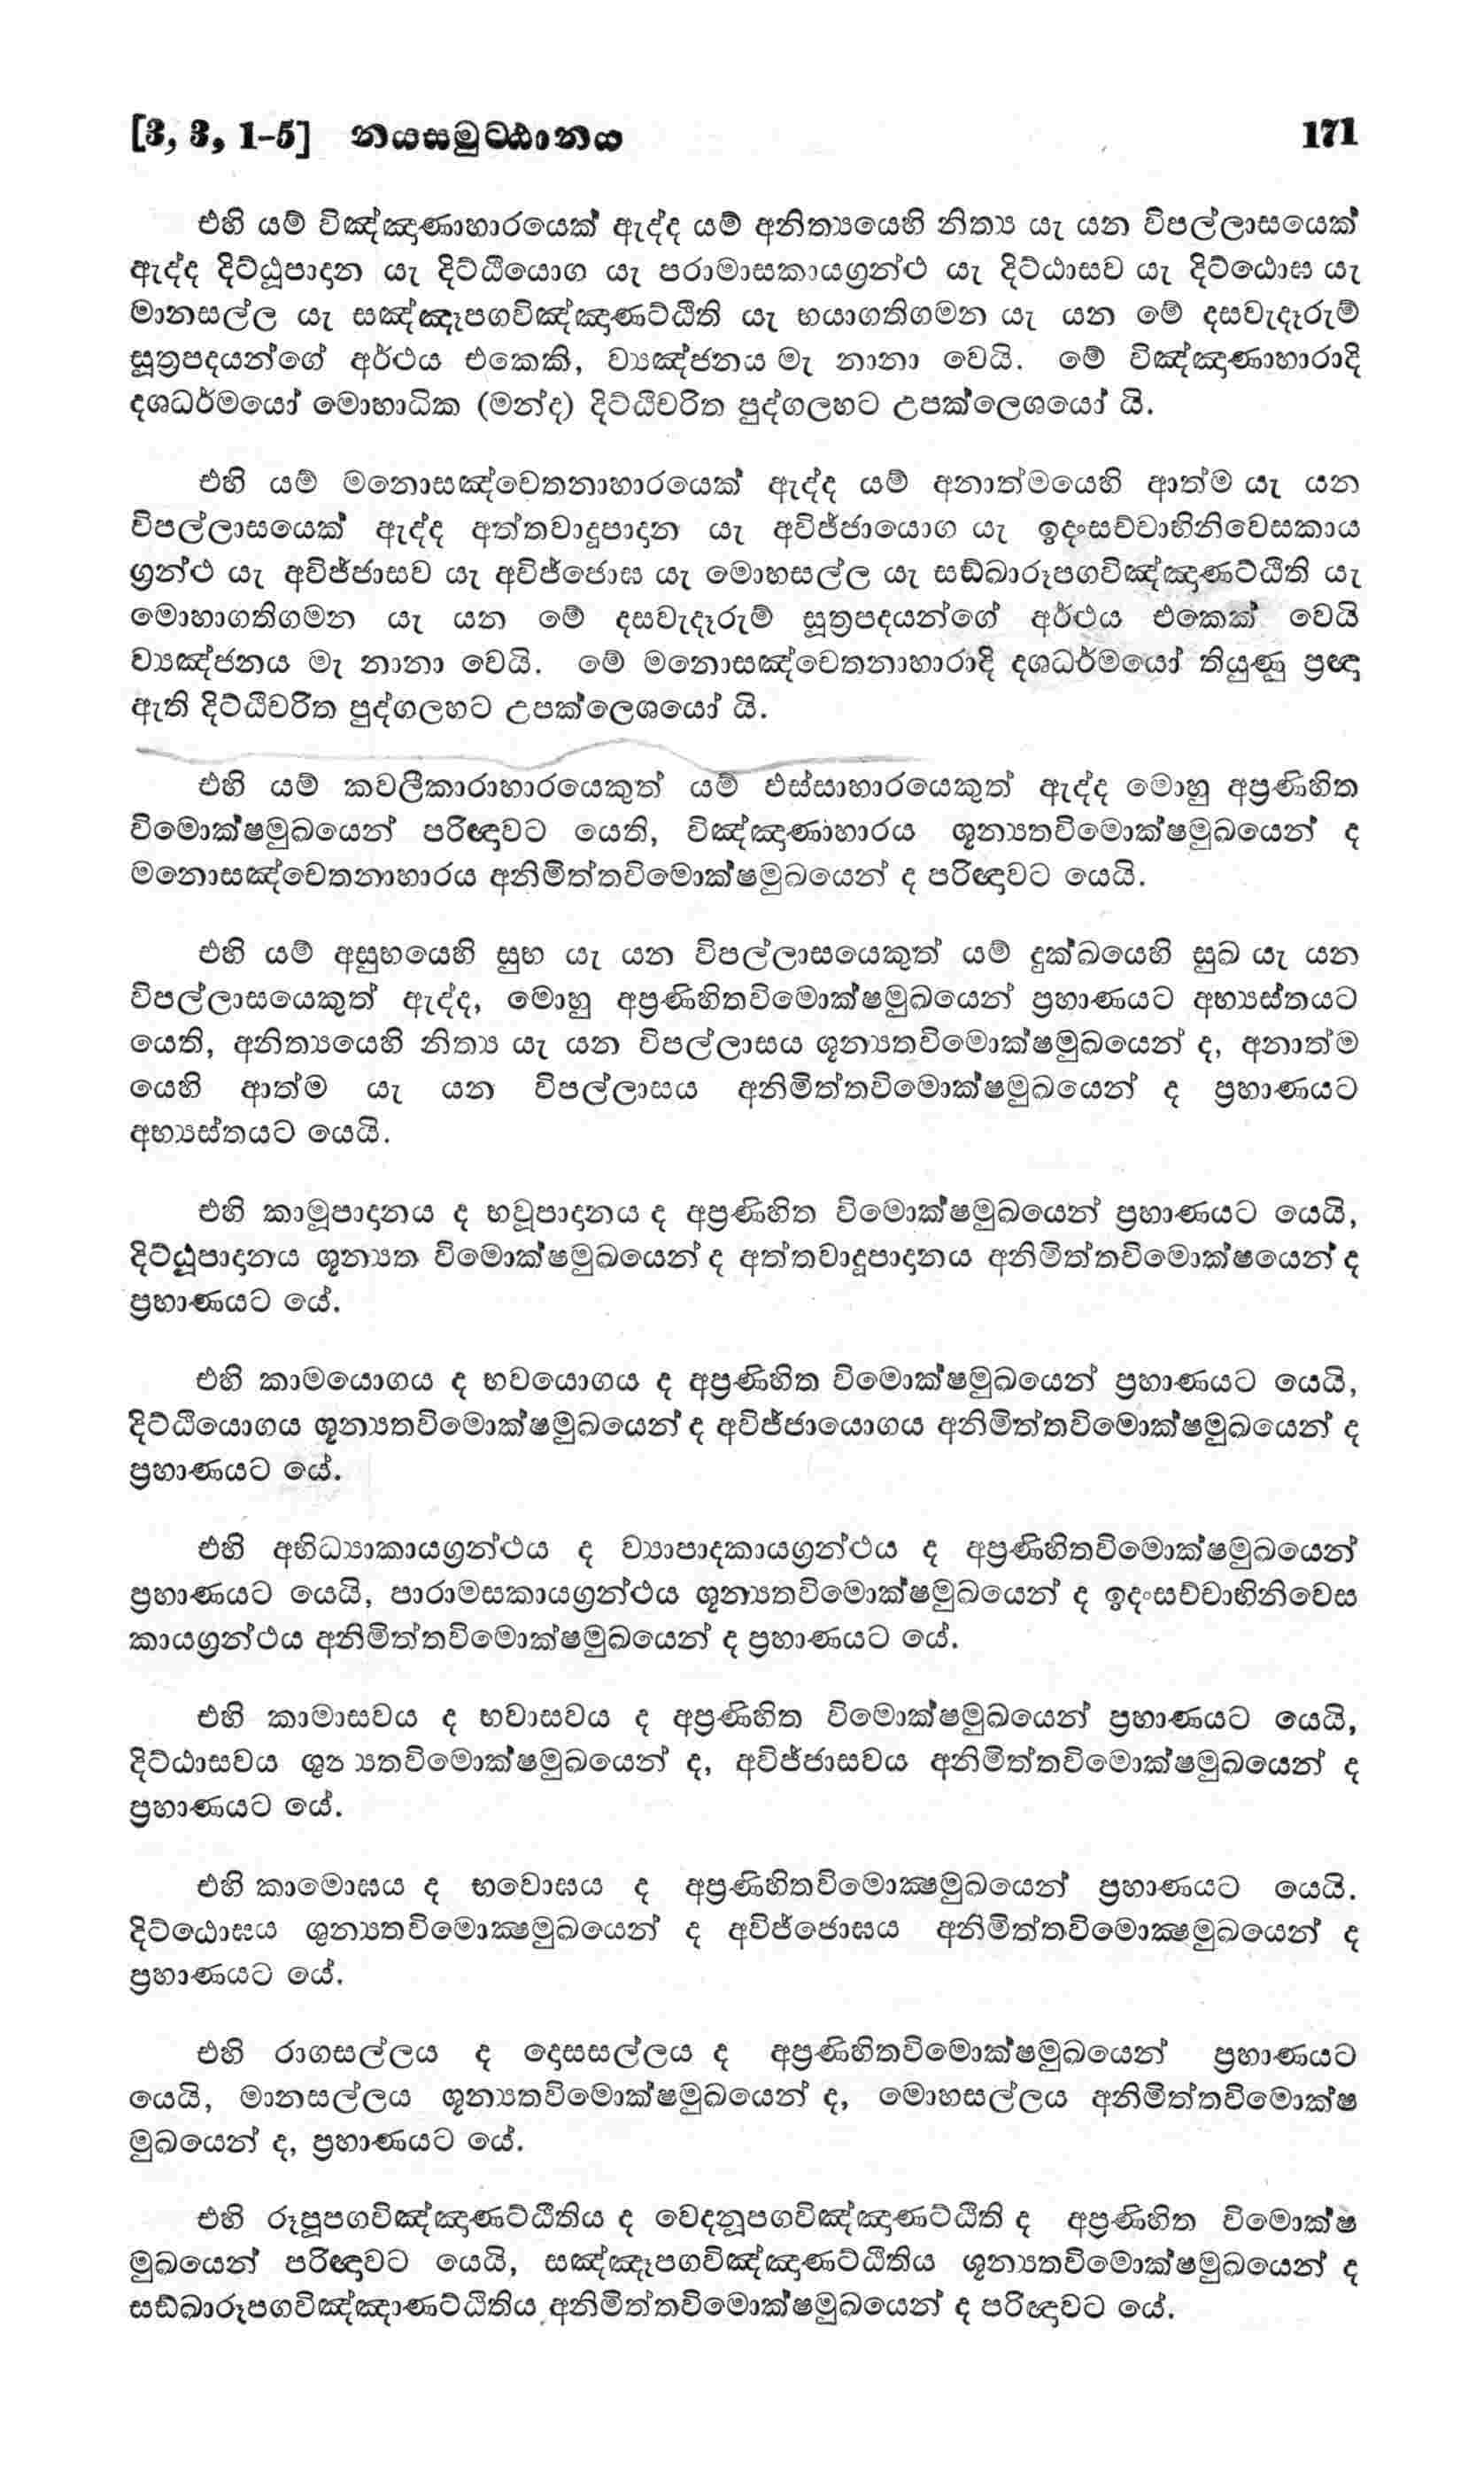 [3, 3, 1-5] නයසමුට්ඨානය 171
එහි යම් විඤ්ඤාණාහාරයෙක් ඇද්ද යම් අනිත්‍යයෙහි නිත්‍ය යැ යන විපල්ලාසයෙක්
ඇද්ද දිට්ඨූපාදාන යැ දිට්ඨියොග යැ පරාමාසකායග්‍රන්ථ යැ දිට්ඨාසව යැ දිට්ඨොඝ යැ
මානසල්ල යැ සඤ්ඤූපගවිඤ්ඤාණට්ඨිති යැ භයාගතිගමන යැ යන මේ දසවැදෑරුම්
සූත්‍රපදයන්ගේ අර්ථය එකෙකි, ව්‍යඤ්ජනය මැ නානා වෙයි. මේ විඤ්ඤාණාහාරාදි
දශධර්මයෝ මොහාධික (මන්ද) දිට්ඨිචරිත පුද්ගලහට උපක්ලෙශයෝ යි.
එහි යම් මනොසඤ්චෙතනාහාරයෙක් ඇද්ද යම් අනාත්මයෙහි ආත්ම යැ යන
විපල්ලාසයෙක් ඇද්ද අත්තවාදූපාදාන යැ අවිජ්ජායොග යැ ඉදංසච්චාභිනිවෙසකාය
ග්‍රන්ථ යැ අවිජ්ජාසව යැ අවිජ්ජොඝ යැ මොහසල්ල යැ සඞ්ඛාරූපගවිඤ්ඤාණට්ඨිති යැ
මොහාගතිගමන යැ යන මේ දසවැදෑරුම් සූත්‍රපදයන්ගේ අර්ථය එකෙක් වෙයි
ව්‍යඤ්ජනය මැ නානා වෙයි. මේ මනොසඤ්චෙතනාහාරාදි දශධර්මයෝ තියුණු ප්‍රඥා
ඇති දිට්ඨිචරිත පුද්ගලහට උපක්ලෙශයෝ යි.
එහි යම් කවලීකාරාහාරයෙකුත් යම් ඵස්සාහාරයෙකුත් ඇද්ද මොහු අප්‍රණිහිත
විමොක්ෂමුඛයෙන් පරිඥාවට යෙති, විඤ්ඤාණාහාරය ශූන්‍යතවිමොක්ෂමුඛයෙන් ද
මනොසඤ්චෙතනාහාරය අනිමිත්තවිමොක්ෂමුඛයෙන් ද පරිඥාවට යෙයි.
එහි යම් අසුභයෙහි සුභ යැ යන විපල්ලාසයෙකුත් යම් දුක්ඛයෙහි සුඛ යැ යන
විපල්ලාසයෙකුත් ඇද්ද, මොහු අප්‍රණිහිතවිමොක්ෂමුඛයෙන් ප්‍රහාණයට අභ්‍යස්තයට
යෙති, අනිත්‍යයෙහි නිත්‍ය යැ යන විපල්ලාසය ශූන්‍යතවිමොක්ෂමුඛයෙන් ද, අනාත්ම
යෙහි ආත්ම යැ යන විපල්ලාසය අනිමිත්තවිමොක්ෂමුඛයෙන් ද ප්‍රහාණයට
අභ්‍යස්තයට යෙයි.
එහි කාමූපාදානය ද භවූපාදානය ද අප්‍රණිහිත විමොක්ෂමුඛයෙන් ප්‍රහාණයට යෙයි,
දිට්ඨූපාදානය ශූන්‍යත විමොක්ෂමුඛයෙන් ද අත්තවාදූපාදානය අනිමිත්තවිමොක්ෂයෙන් ද
ප්‍රහාණයට යේ.
එහි කාමයොගය ද භවයොගය ද අප්‍රණිහිත විමොක්ෂමුඛයෙන් ප්‍රහාණයට යෙයි,
දිට්ඨියොගය ශූන්‍යතවිමොක්ෂමුඛයෙන් ද අවිජ්ජායොගය අනිමිත්තවිමොක්ෂමුඛයෙන් ද
ප්‍රහාණයට යේ.
එහි අභිධ්‍යාකායග්‍රන්ථය ද ව්‍යාපාදකායග්‍රන්ථය ද අප්‍රණිහිතවිමොක්ෂමුඛයෙන්
ප්‍රහාණයට යෙයි, පාරාමසකායග්‍රන්ථය ශූන්‍යතවිමොක්ෂමුඛයෙන් ද ඉදංසච්චාභිනිවෙස
කායග්‍රන්ථය අනිමිත්තවිමොක්ෂමුඛයෙන් ද ප්‍රහාණයට යේ.
එහි කාමාසවය ද භවාසවය ද අප්‍රණිහිත විමොක්ෂමුඛයෙන් ප්‍රහාණයට යෙයි,
දිට්ඨාසවය ශුන්‍යතවිමොක්ෂමුඛයෙන් ද, අවිජ්ජාසවය අනිමිත්තවිමොක්ෂමුඛයෙන් ද
ප්‍රහාණයට යේ.
එහි කාමොඝය ද භවොඝය ද අප්‍රණිහිතවිමොක්‍ෂමුඛයෙන් ප්‍රහාණයට යෙයි.
දිට්ඨොඝය ශුන්‍යතවිමොක්‍ෂමුඛයෙන් ද අවිජ්ජොඝය අනිමිත්තවිමොක්‍ෂමුඛයෙන් ද
ප්‍රහාණයට යේ.
එහි රාගසල්ලය ද දොසසල්ලය ද අප්‍රණිහිතවිමොක්ෂමුඛයෙන් ප්‍රහාණයට
යෙයි, මානසල්ලය ශූන්‍යතවිමොක්ෂමුඛයෙන් ද, මොහසල්ලය අනිමිත්තවිමොක්ෂ
මුඛයෙන් ද, ප්‍රහාණයට යේ.
එහි රූපූපගවිඤ්ඤාණට්ඨිතිය ද වෙදනූපගවිඤ්ඤාණට්ඨිති ද අප්‍රණිහිත විමොක්ෂ
මුඛයෙන් පරිඥාවට යෙයි, සඤ්ඤූපගවිඤ්ඤාණට්ඨිතිය ශූන්‍යතවිමොක්ෂමුඛයෙන් ද
සඞ්ඛාරූපගවිඤ්ඤාණට්ඨිතිය අනිමිත්තවිමොක්ෂමුඛයෙන් ද පරිඥාවට යේ.